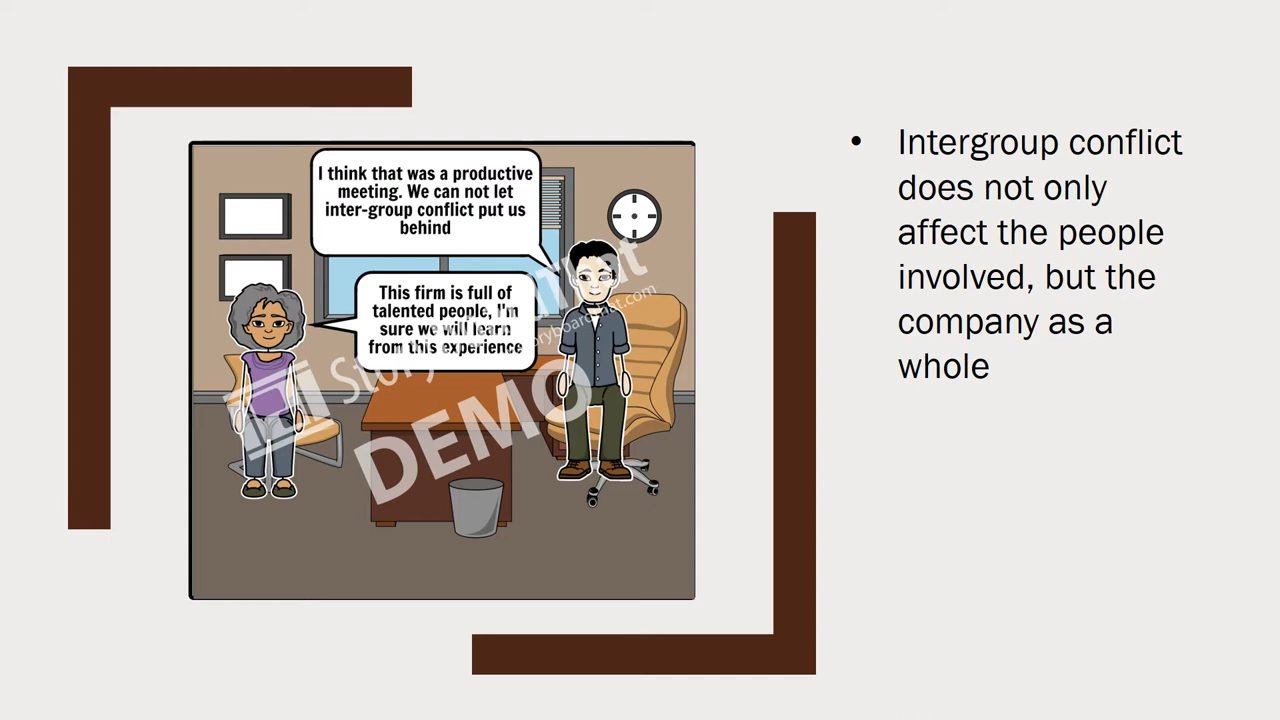 I think that was a productive
meeting. We can not let
inter-group conflict put us
behind
This firm is full of
talented people, I'm
sure we will learn
from this experience
DEMO
• Intergroup conflict
does not only
affect the people
involved, but the
company as a
whole